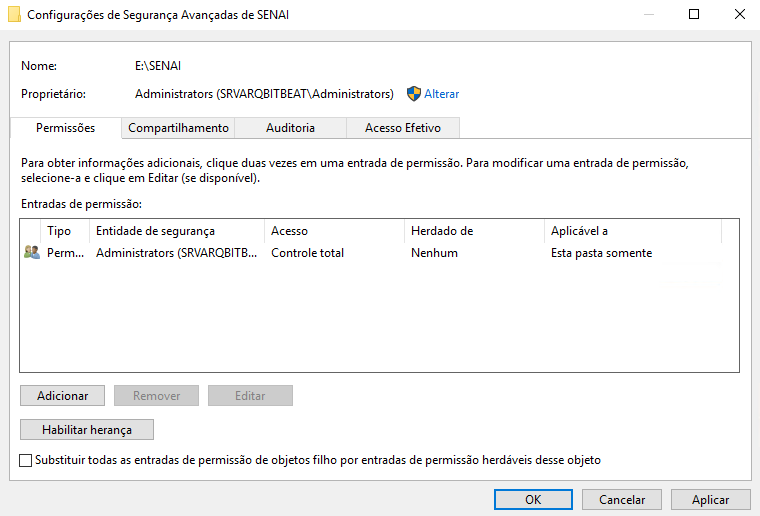 Configurações de Segurança Avançadas de SENAI
Nome: E:\SENAI
Proprietário: Administrators (SRVARQBITBEAT\Administrators) Alterar
Permissões Compartilhamento Auditoria Acesso Efetivo
Para obter informações adicionais, clique duas vezes em uma entrada de permissão. Para modificar uma entrada de permissão,
selecione-a e clique em Editar (se disponível).
Entradas de permissão:
Tipo Entidade de segurança Acesso Herdado de Aplicável a
Perm... Administrators (SRVARQBITB... Controle total Nenhum Esta pasta somente
Adicionar Remover Editar
Habilitar herança
Substituir todas as entradas de permissão de objetos filho por entradas de permissão herdáveis desse objeto
OK Cancelar Aplicar